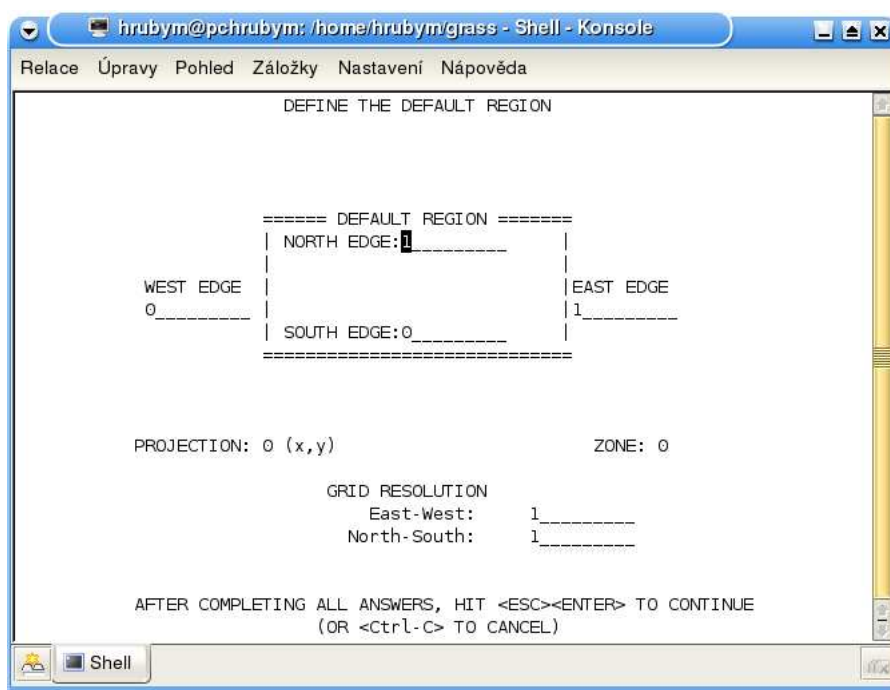 hrubym@pchrubym: /home/hrubym/grass - Shell - Konsole
Relace Úpravy Pohled Záložky Nastavení Nápověda
DEFINE THE DEFAULT REGION
====== DEFAULT REGION =======
| NORTH EDGE:1_________ |
| |
WEST EDGE | |EAST EDGE
0_________ | |1_________
| SOUTH EDGE:0_________ |
=============================
PROJECTION: 0 (x,y) ZONE: 0
GRID RESOLUTION
East-West: 1_________
North-South: 1_________
AFTER COMPLETING ALL ANSWERS, HIT <ESC><ENTER> TO CONTINUE
(OR <Ctrl-C> TO CANCEL)
Shell